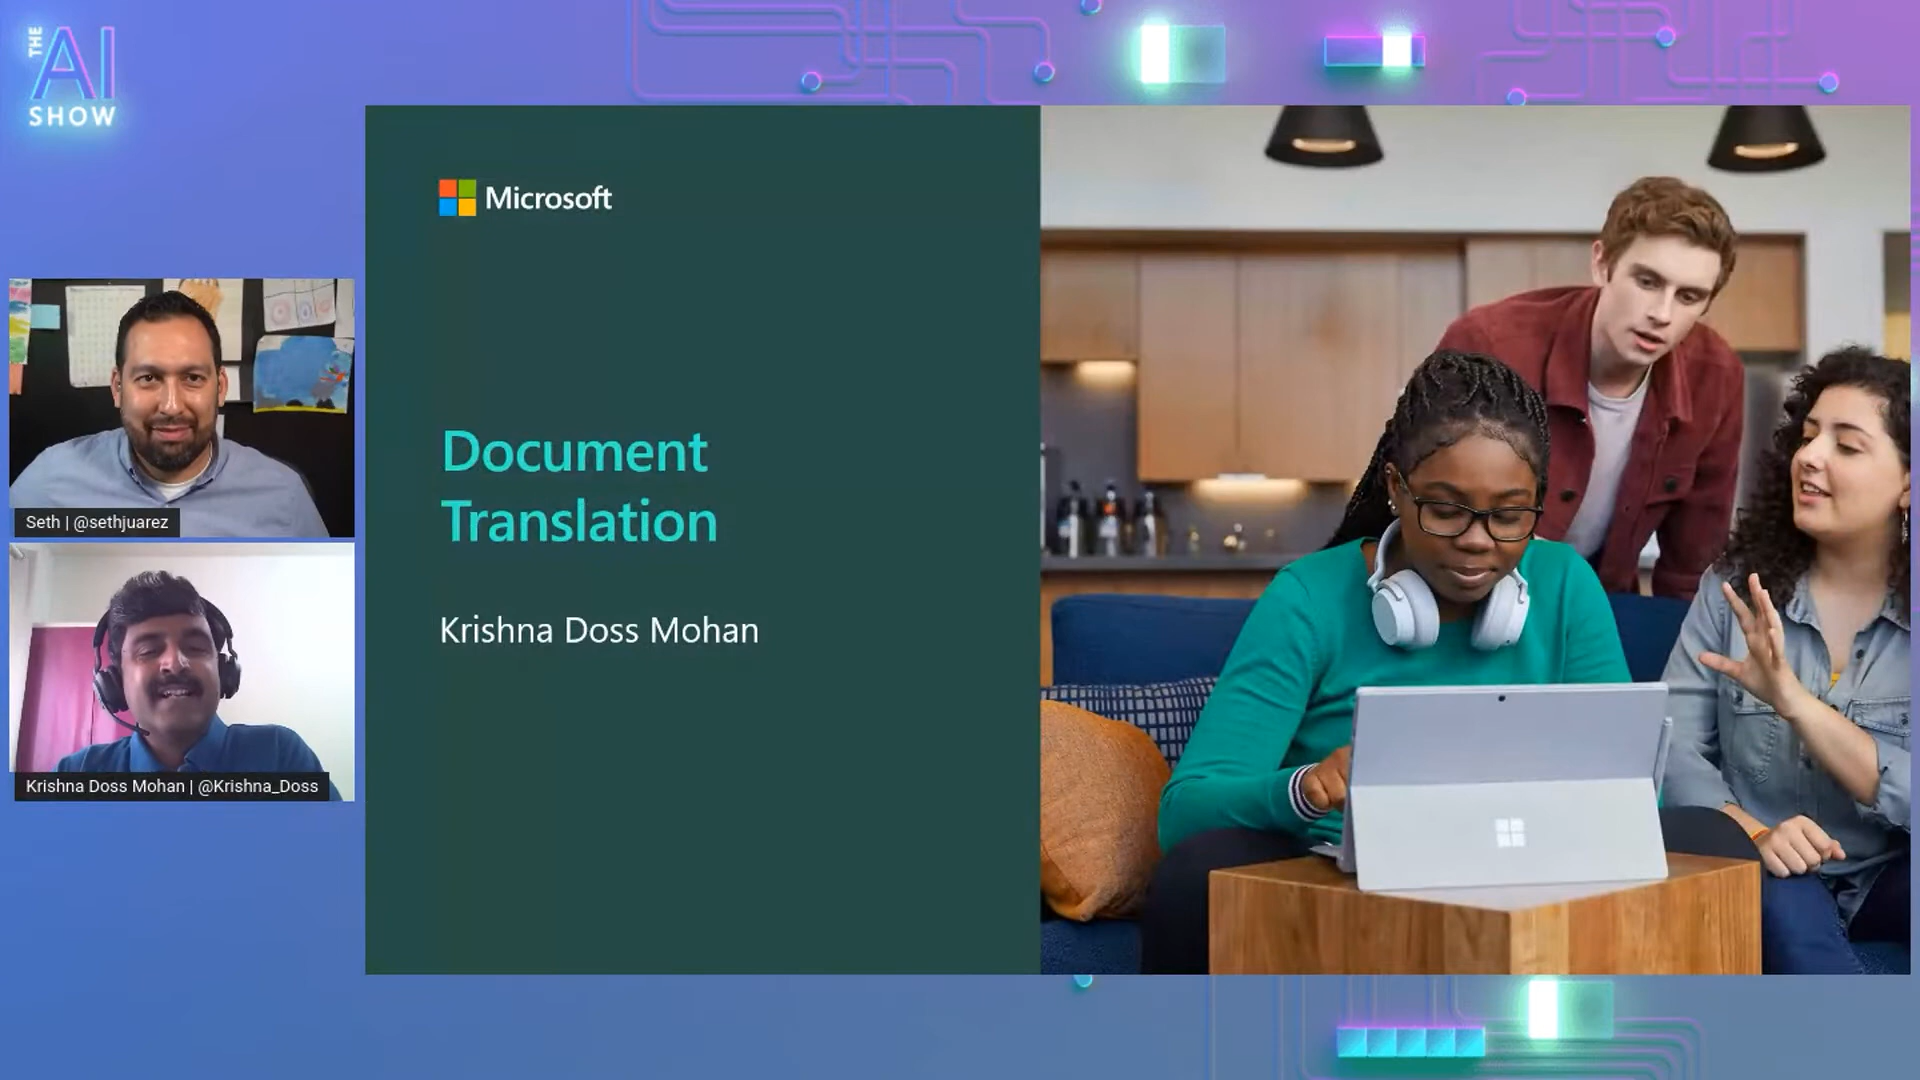 THE
AI
SHOW
Microsoft
Document
Translation
Krishna Doss Mohan
Seth | @sethjuarez
Krishna Doss Mohan | @Krishna_Doss